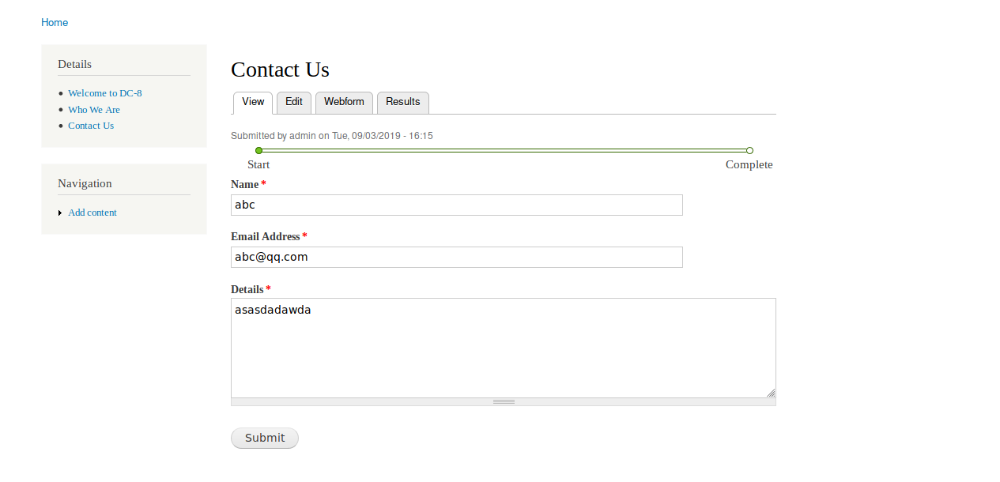 Home
Details
Welcome to DC-8
Who We Are
Contact Us
Navigation
Add content
Contact Us
View Edit Webform Results
Submitted by admin on Tue, 09/03/2019 - 16:15
Start Complete
Name *
abc
Email Address *
abc@qq.com
Details *
asasdadawda
Submit